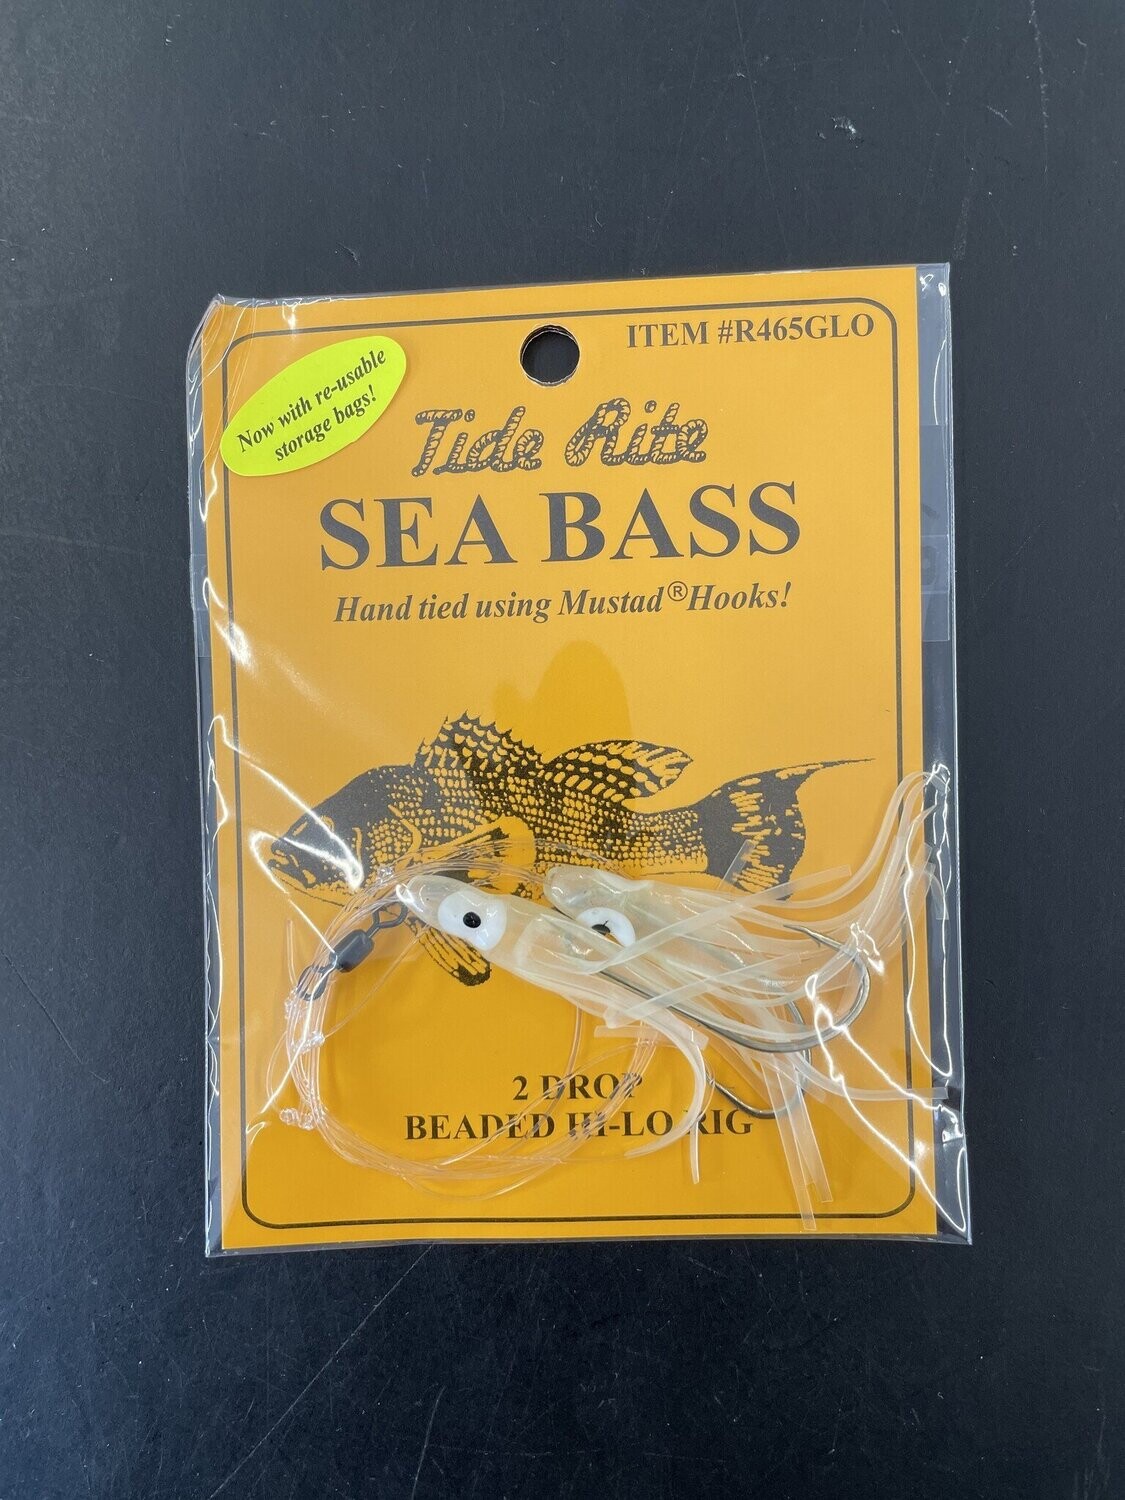 ITEM #R465GLO
Now with re-usable
storage bags!
Tide Rite
SEA BASS
Hand tied using Mustad® Hooks!
2 DROP
BEADED HI-LO RIG